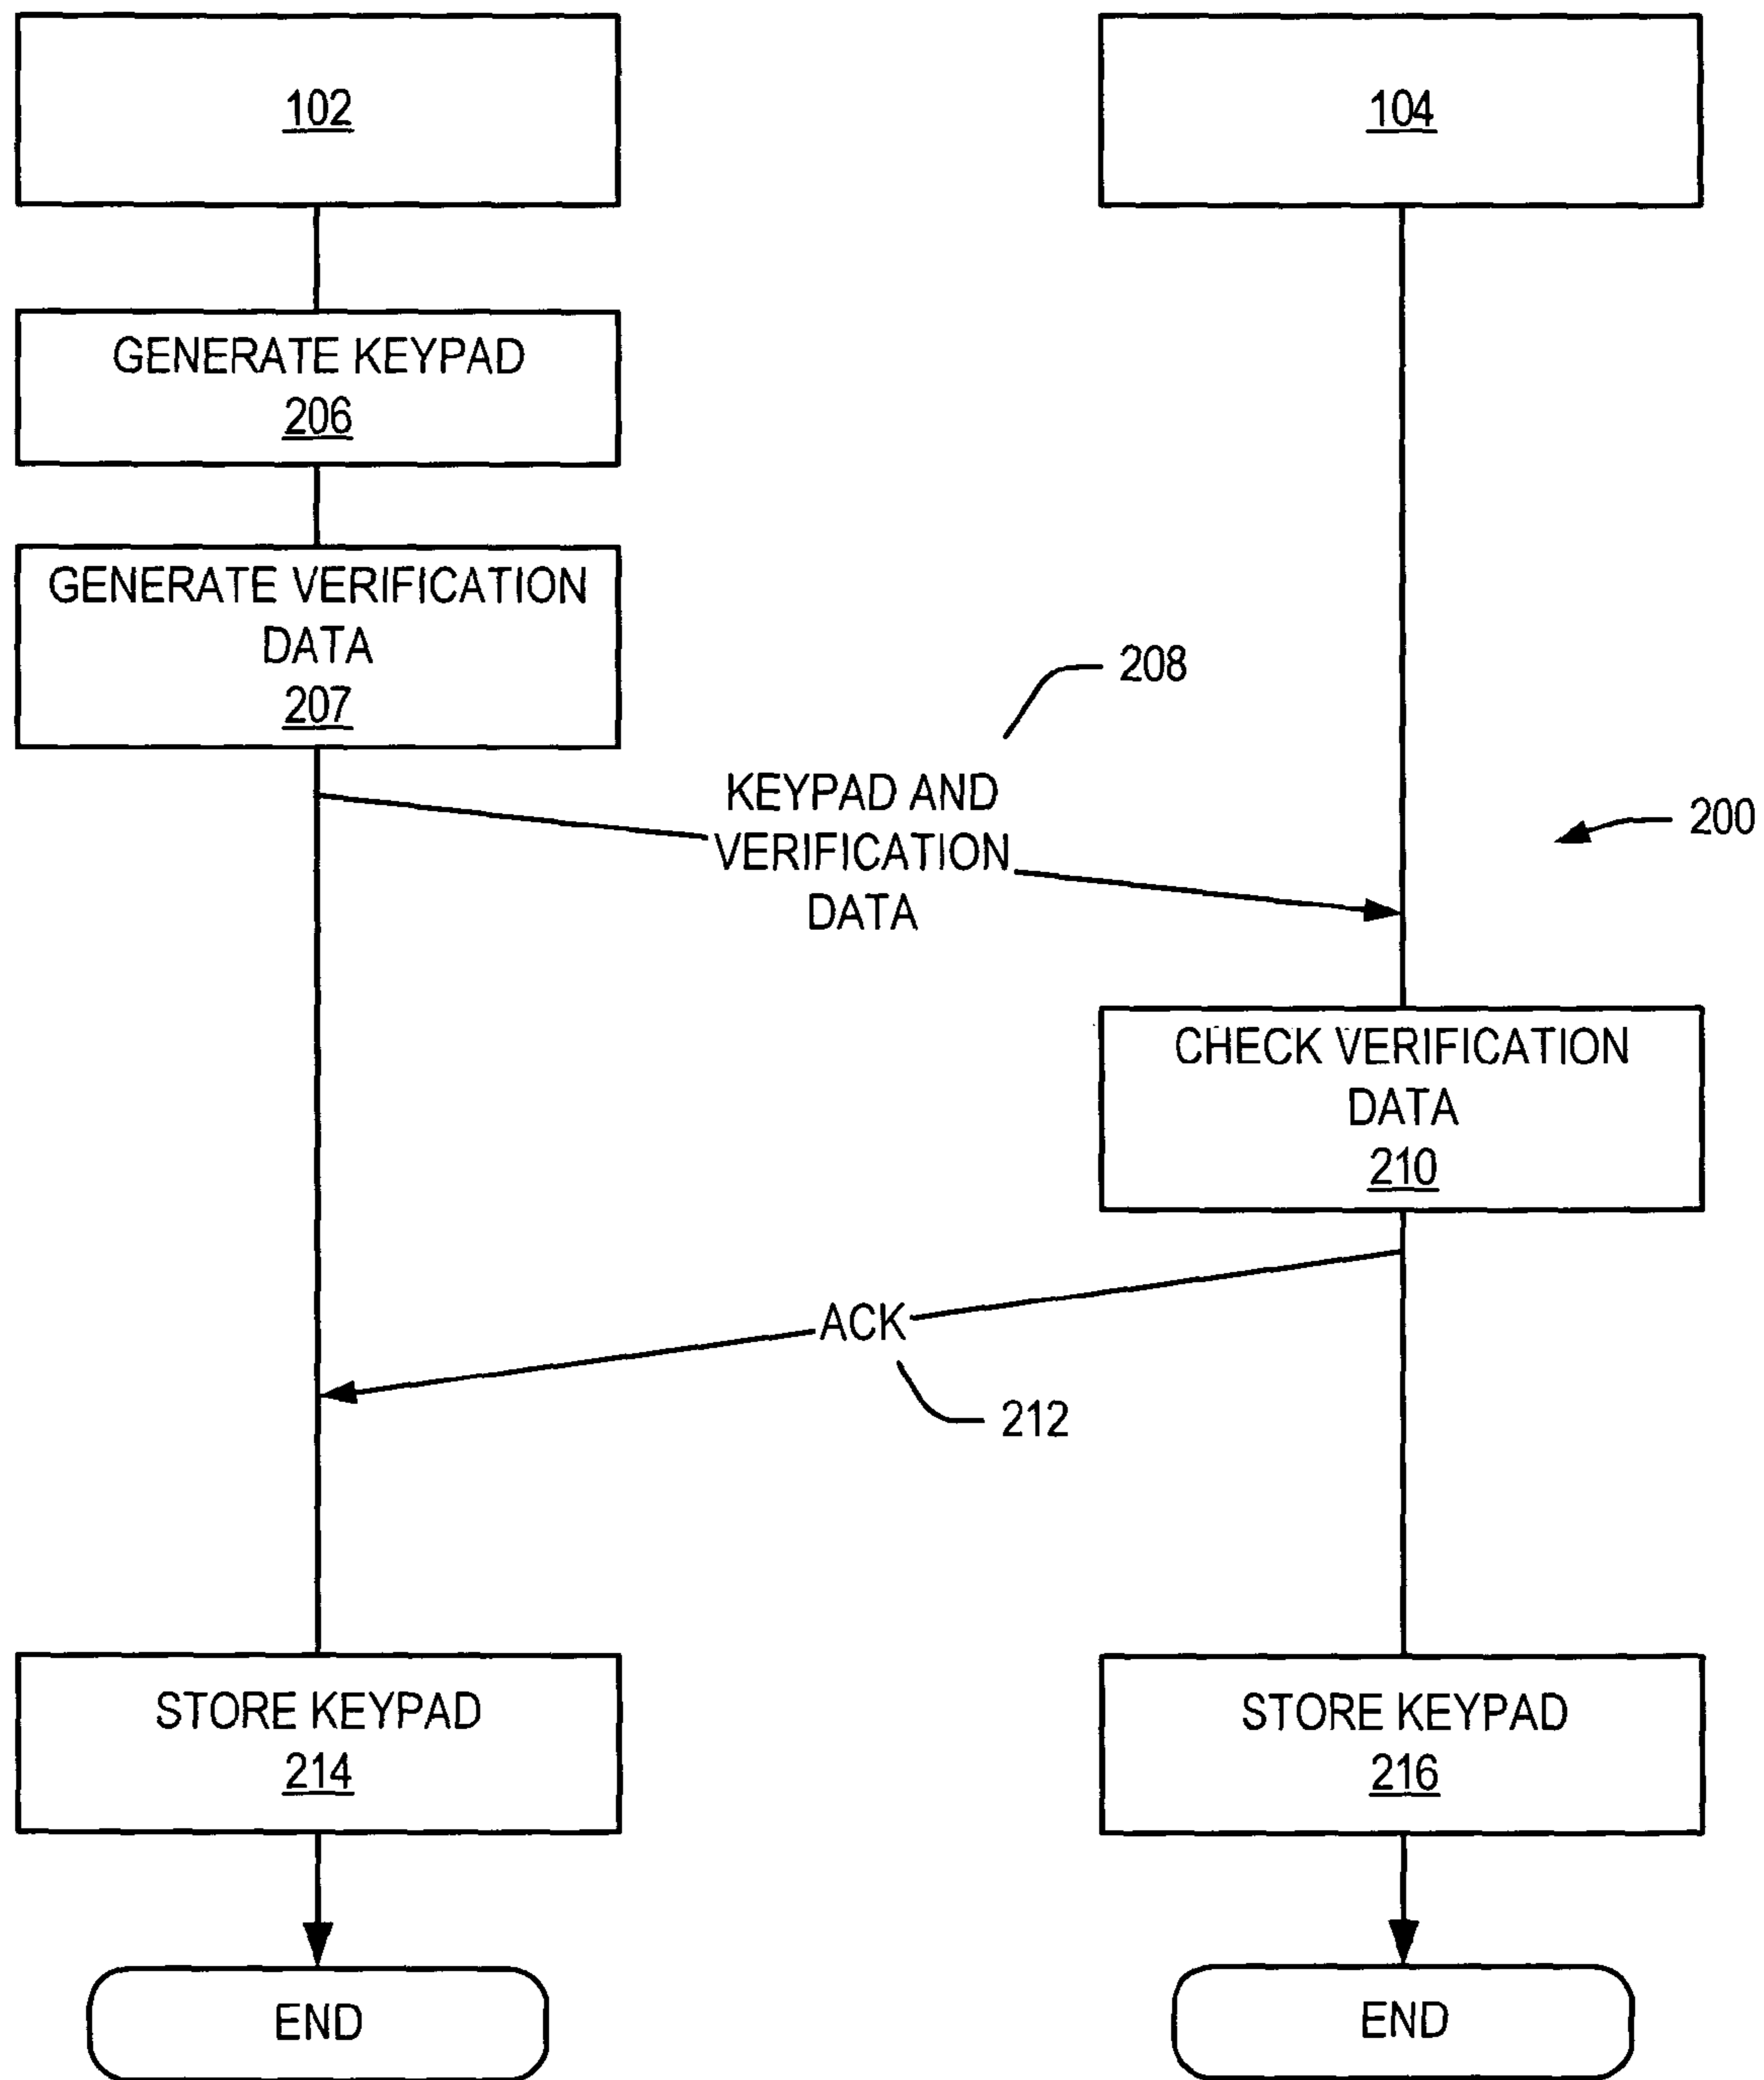 102
104
GENERATE KEYPAD
206
GENERATE VERIFICATION
DATA
207
208
KEYPAD AND
VERIFICATION
DATA
200
CHECK VERIFICATION
DATA
210
ACK
212
STORE KEYPAD
214
STORE KEYPAD
216
END
END